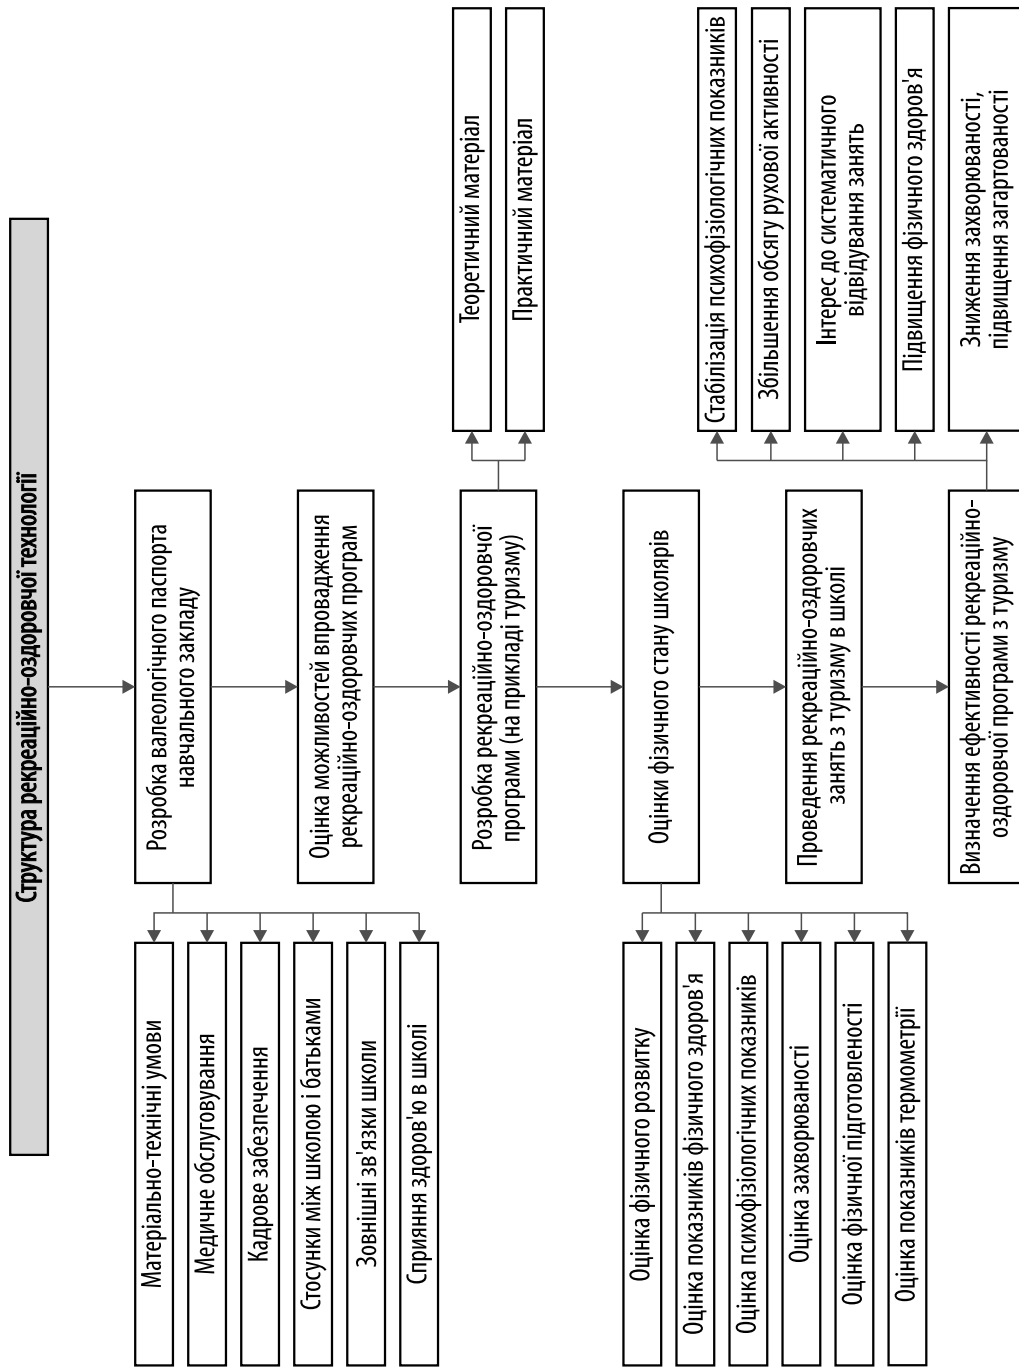 Структура рекреаційно-оздоровчої технології
Розробка валеологічного паспорта
навчального закладу
Матеріально-технічні умови
Медичне обслуговування
Кадрове забезпечення
Стосунки між школою і батьками
Зовнішні зв'язки школи
Сприяння здоров'ю в школі
Оцінка можливостей впровадження
рекреаційно-оздоровчих програм
Розробка рекреаційно-оздоровчої
програми (на прикладі туризму)
Теоретичний матеріал
Практичний матеріал
Оцінки фізичного стану школярів
Оцінка фізичного розвитку
Оцінка показників фізичного здоров'я
Оцінка психофізіологічних показників
Оцінка захворюваності
Оцінка фізичної підготовленості
Оцінка показників термометрії
Проведення рекреаційно-оздоровчих
занять з туризму в школі
Визначення ефективності рекреаційно-
оздоровчої програми з туризму
Стабілізація психофізіологічних показників
Збільшення обсягу рухової активності
Інтерес до систематичного
відвідування занять
Підвищення фізичного здоров'я
Зниження захворюваності,
підвищення загартованості